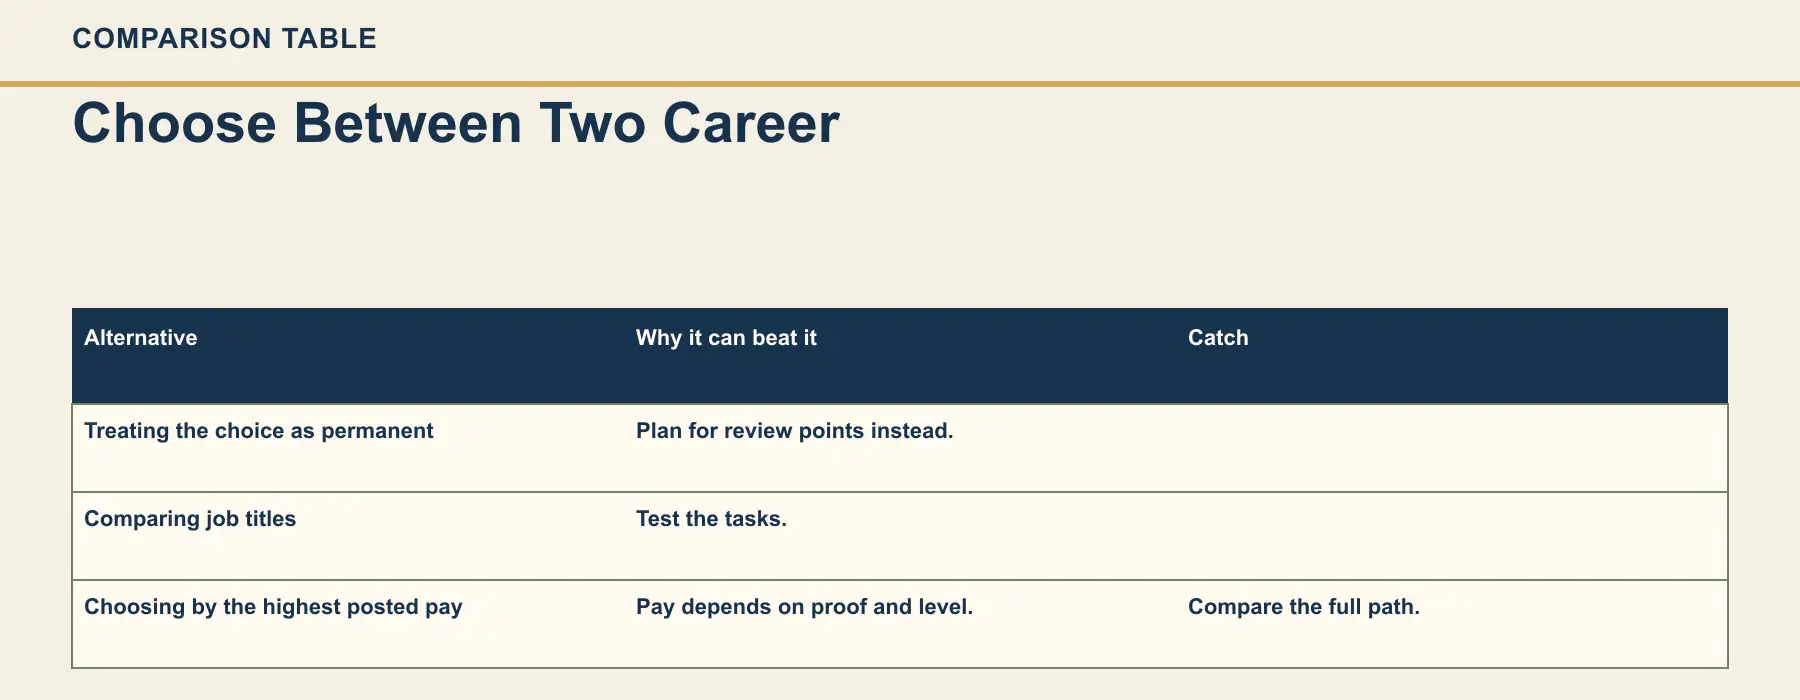 COMPARISON TABLE
Choose Between Two Career
Alternative Why it can beat it Catch
Treating the choice as permanent Plan for review points instead.
Comparing job titles Test the tasks.
Choosing by the highest posted pay Pay depends on proof and level. Compare the full path.